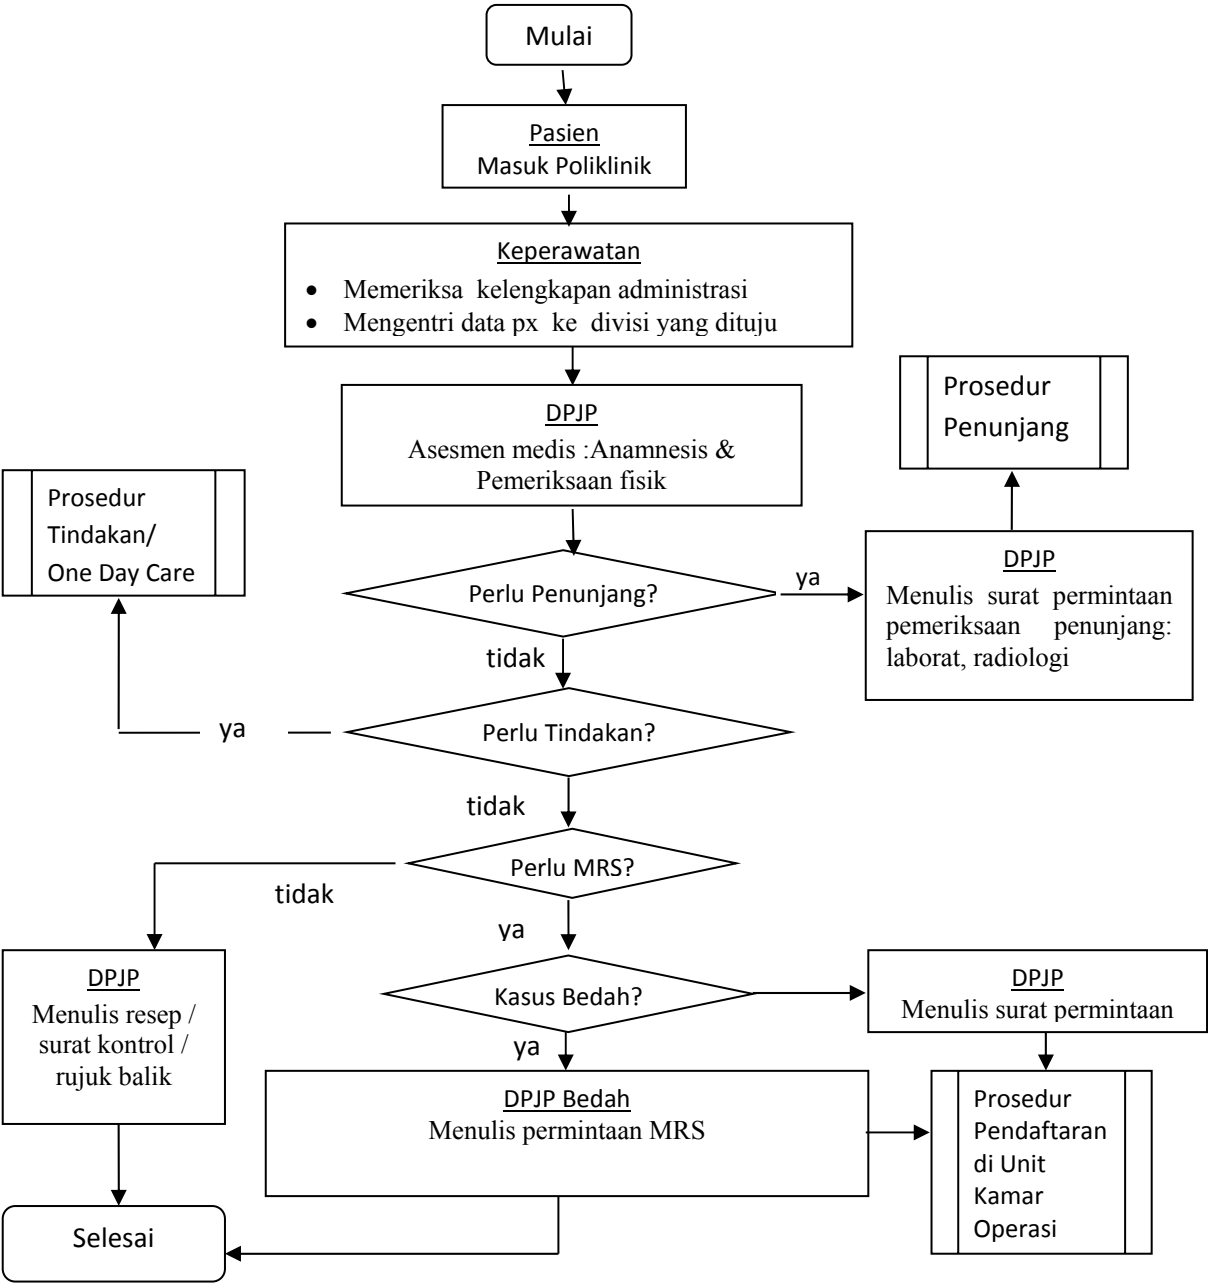 Mulai
Pasien
Masuk Poliklinik
Keperawatan
• Memeriksa kelengkapan administrasi
• Mengentri data px ke divisi yang dituju
Prosedur
Penunjang
DPJP
Asesmen medis :Anamnesis &
Pemeriksaan fisik
Prosedur
Tindakan/
One Day Care
DPJP
Menulis surat permintaan
pemeriksaan penunjang:
laborat, radiologi
Perlu Penunjang?
ya
tidak
Perlu Tindakan?
ya
tidak
Perlu MRS?
tidak
ya
DPJP
Menulis resep /
surat kontrol /
rujuk balik
Kasus Bedah?
DPJP
Menulis surat permintaan
ya
DPJP Bedah
Menulis permintaan MRS
Prosedur
Pendaftaran
di Unit
Kamar
Operasi
Selesai